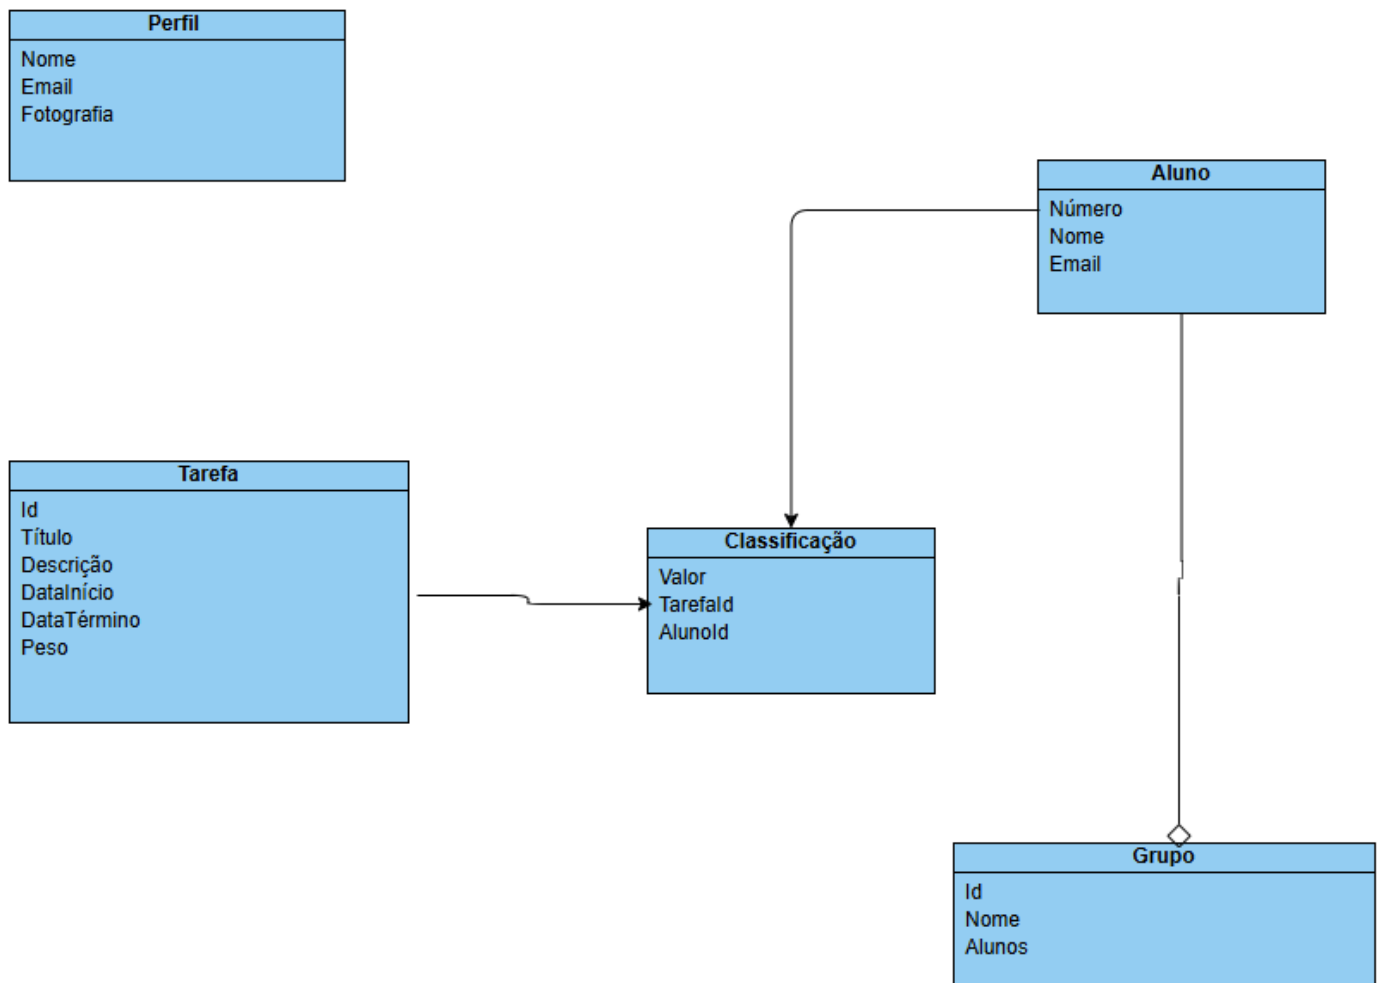 Perfil
Nome
Email
Fotografia
Aluno
Número
Nome
Email
Tarefa
Id
Título
Descrição
DataInício
DataTérmino
Peso
Classificação
Valor
TarefaId
AlunoId
Grupo
Id
Nome
Alunos